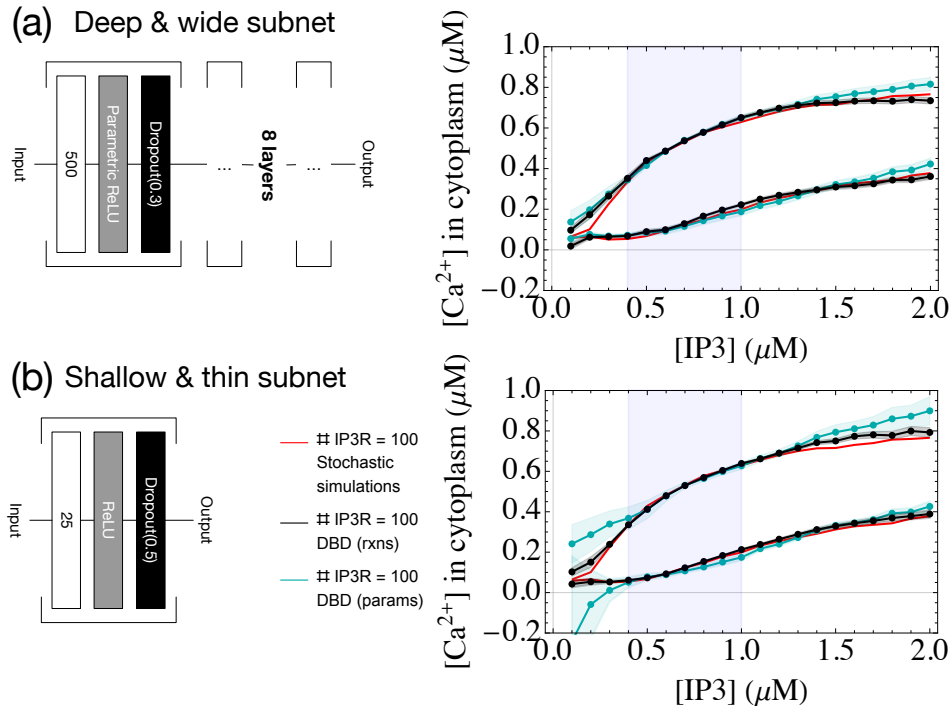 (a) Deep & wide subnet
Input
500
Parametric ReLU
Dropout(0.3)
...
8 layers
...
Output
[Ca2+] in cytoplasm (μM)
1.0
0.8
0.6
0.4
0.2
0.0
−0.2
0.0 0.5 1.0 1.5 2.0
[IP3] (μM)
(b) Shallow & thin subnet
Input
25
ReLU
Dropout(0.5)
Output
# IP3R = 100
Stochastic
simulations
# IP3R = 100
DBD (rxns)
# IP3R = 100
DBD (params)
[Ca2+] in cytoplasm (μM)
1.0
0.8
0.6
0.4
0.2
0.0
−0.2
0.0 0.5 1.0 1.5 2.0
[IP3] (μM)